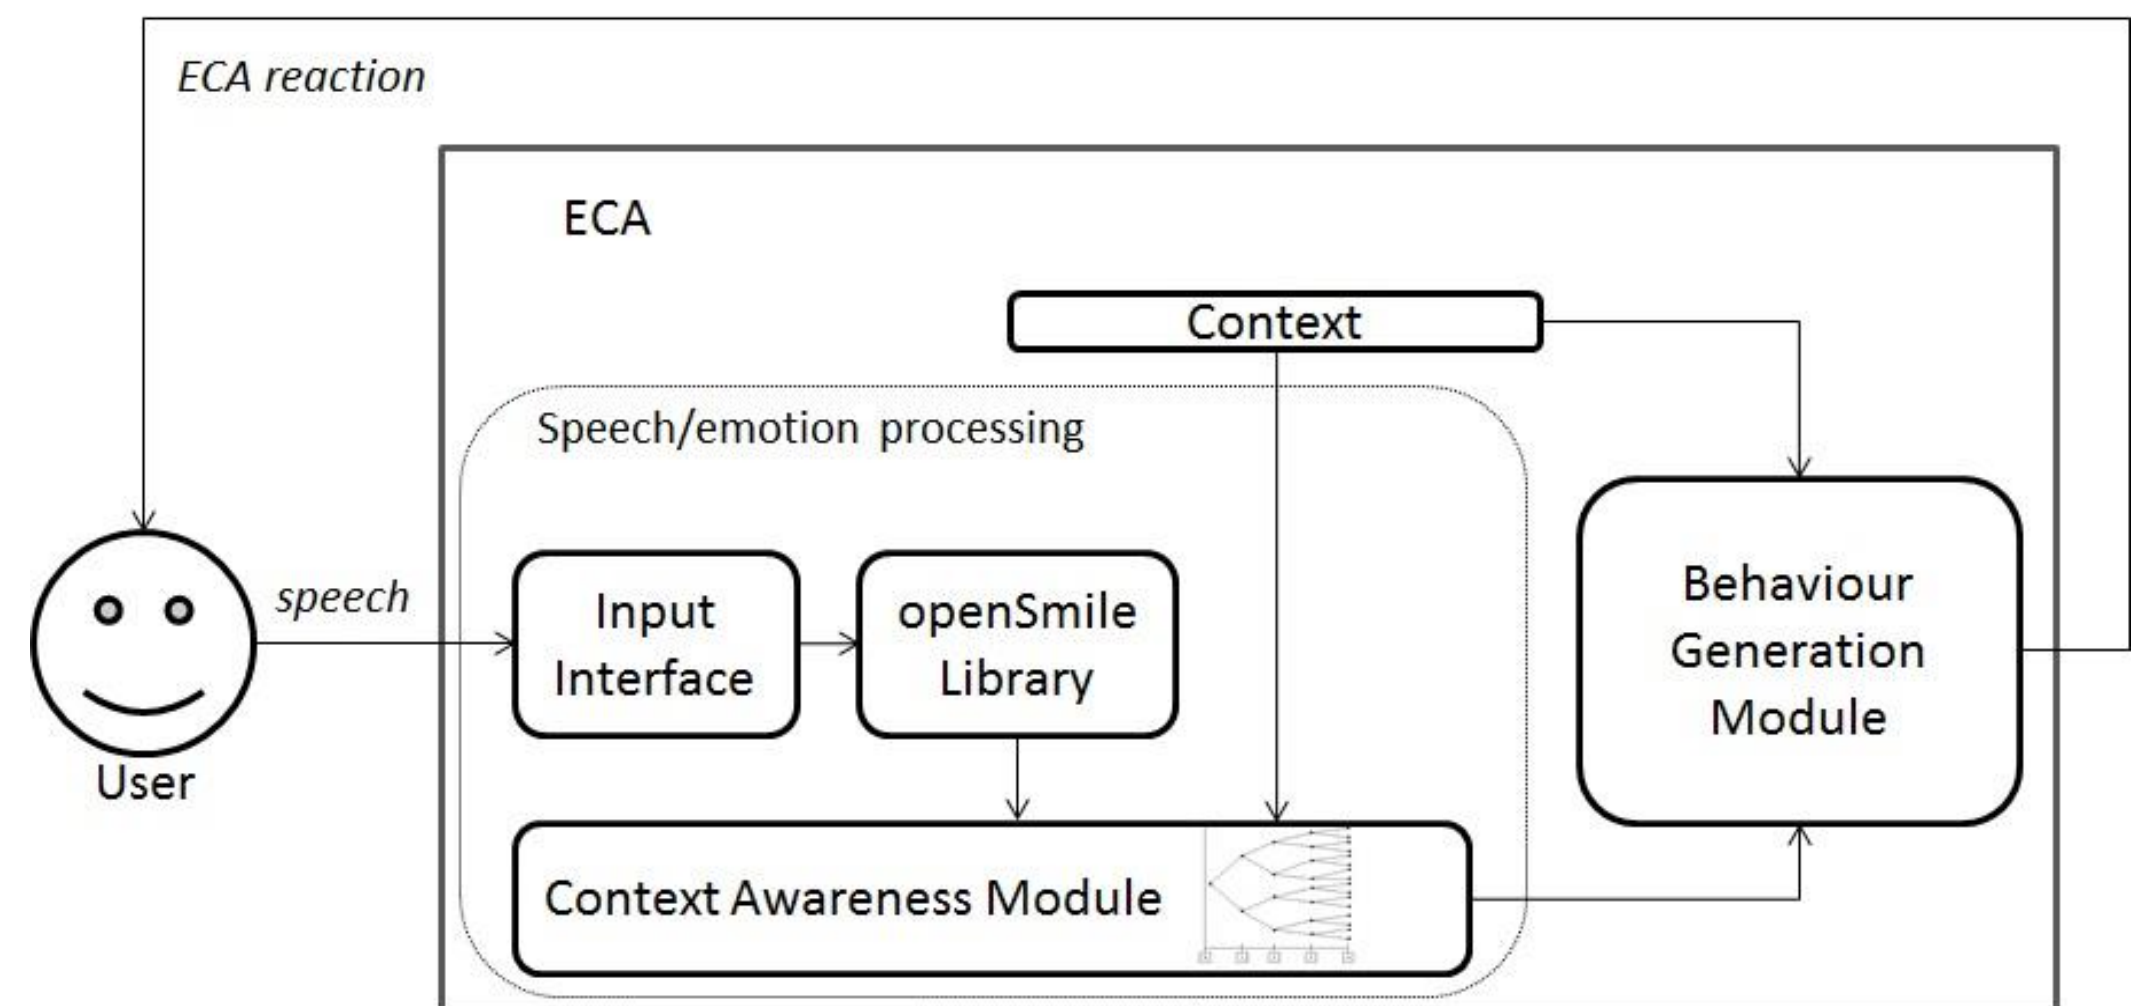 ECA reaction
ECA
Context
Speech/emotion processing
speech
Input
Interface
openSmile
Library
Behaviour
Generation
Module
User
Context Awareness Module